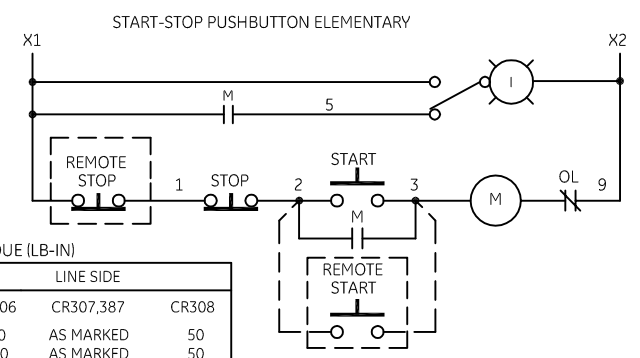 START-STOP PUSHBUTTON ELEMENTARY
X1
X2
I
M
5
REMOTE
STOP
1
STOP
2
START
3
M
OL
9
M
REMOTE
START
UE (LB-IN)
LINE SIDE
06 CR307,387 CR308
0 AS MARKED 50
0 AS MARKED 50